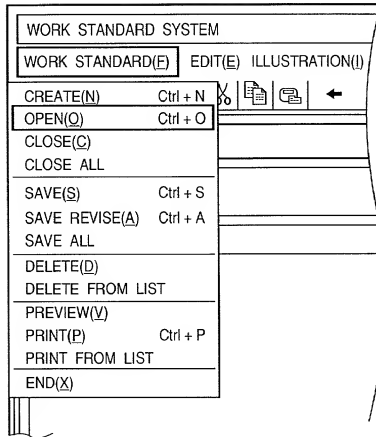 WORK STANDARD SYSTEM
WORK STANDARD(F) EDIT(E) ILLUSTRATION(I)
CREATE(N) Ctrl + N
OPEN(O) Ctrl + O
CLOSE(C)
CLOSE ALL
SAVE(S) Ctrl + S
SAVE REVISE(A) Ctrl + A
SAVE ALL
DELETE(D)
DELETE FROM LIST
PREVIEW(V)
PRINT(P) Ctrl + P
PRINT FROM LIST
END(X)